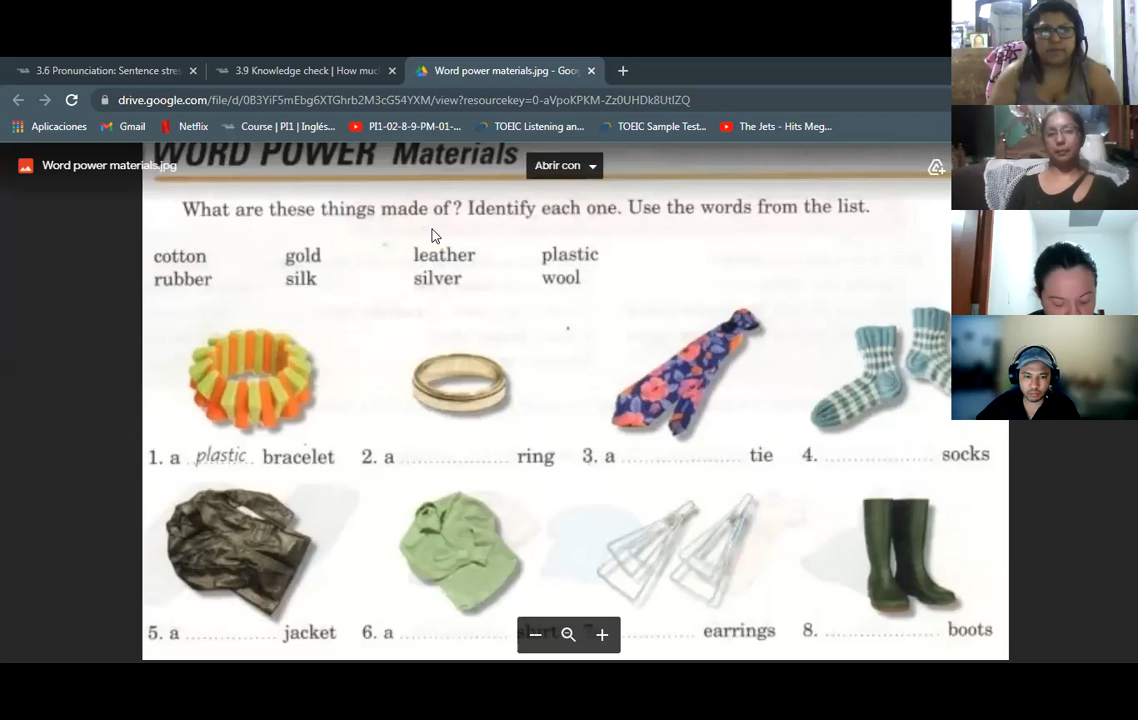 3.6 Pronunciation: Sentence stres
3.9 Knowledge check | How muc
Word power materials.jpg - Goo
drive.google.com/file/d/0B3YiF5mEbg6XTGhrb2M3cG54YXM/view?resourcekey=0-aVpoKPKM-Zz0UHDk8UtIZQ
Aplicaciones Gmail Netflix Course | PI1 | Inglés... PI1-02-8-9-PM-01-... TOEIC Listening an... TOEIC Sample Test... The Jets - Hits Meg...
WORD POWER Materials
Word power materials.jpg
Abrir con
What are these things made of? Identify each one. Use the words from the list.
cotton gold leather plastic
rubber silk silver wool
1. a plastic bracelet 2. a ring 3. a tie 4. socks
5. a jacket 6. a earrings 8. boots